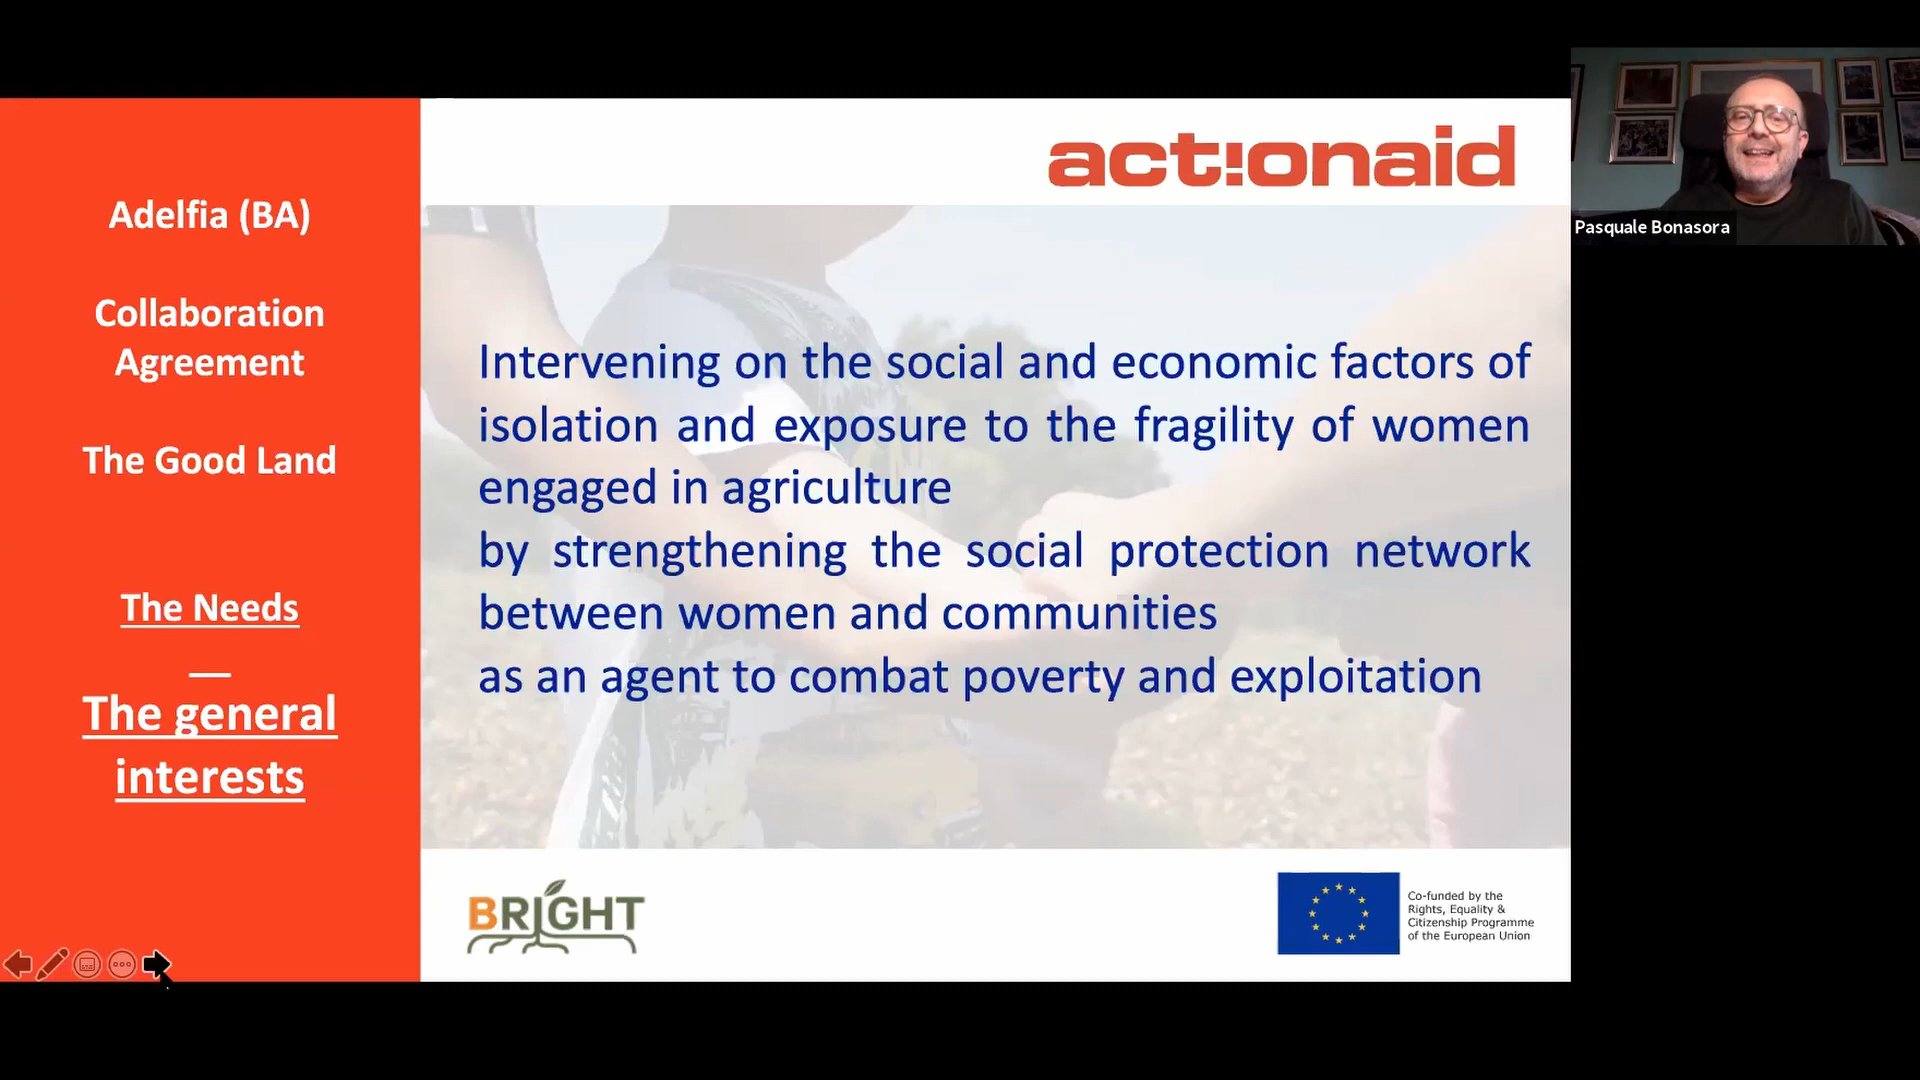 Adelfia (BA)
Collaboration
Agreement
The Good Land
The Needs
—
The general
interests
act!onaid
Intervening on the social and economic factors of
isolation and exposure to the fragility of women
engaged in agriculture
by strengthening the social protection network
between women and communities
as an agent to combat poverty and exploitation
BRIGHT
Co-funded by the
Rights, Equality &
Citizenship Programme
of the European Union
Pasquale Bonasora